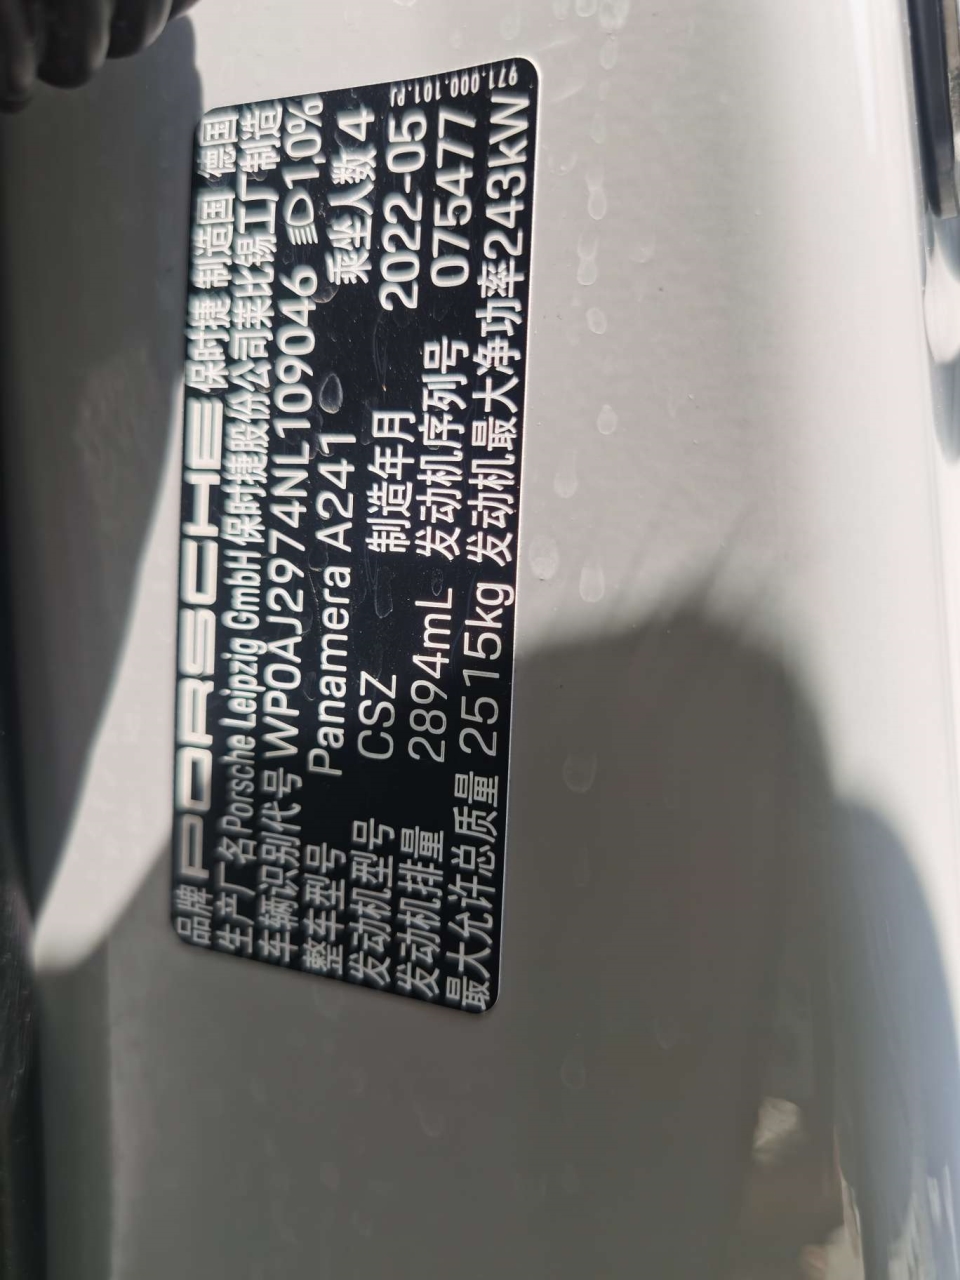 971.000.101.PJ
品牌 PORSCHE 保时捷 制造国 德国
生产厂名 Porsche Leipzig GmbH 保时捷股份公司莱比锡工厂制造
车辆识别代号 WP0AJ2974NL109046 1,0%
整车型号 Panamera A241 乘坐人数 4
发动机型号 CSZ 制造年月 2022-05
发动机排量 2894mL 发动机序列号 075477
最大允许总质量 2515kg 发动机最大净功率 243kW